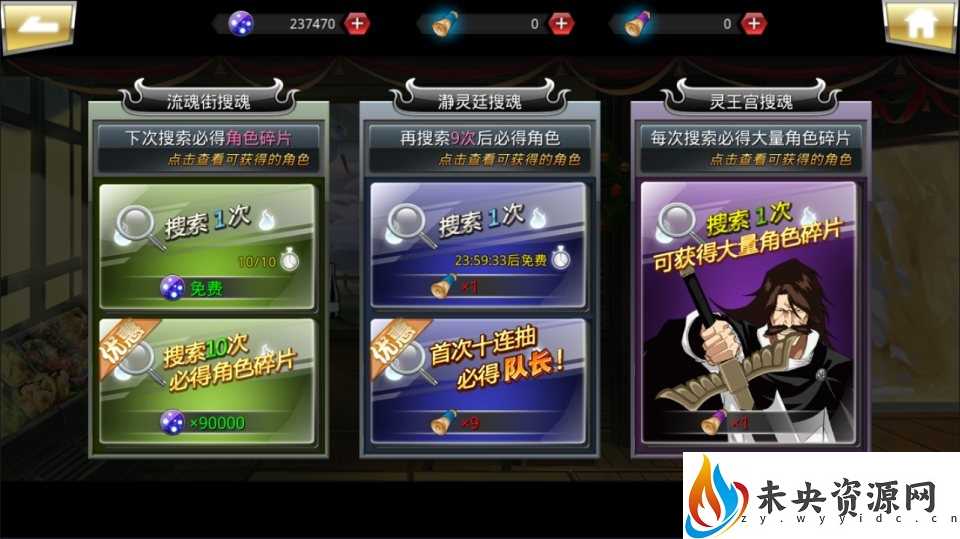 237470
0
0
流魂街搜魂
下次搜索必得角色碎片
点击查看可获得的角色
搜索1次
10/10
免费
优惠
搜索10次
必得角色碎片
×90000
瀞灵廷搜魂
再搜索9次后必得角色
点击查看可获得的角色
搜索1次
23:59:33后免费
×1
优惠
首次十连抽
必得队长!
×9
灵王宫搜魂
每次搜索必得大量角色碎片
点击查看可获得的角色
搜索1次
可获得大量角色碎片
×1
未央资源网
zy.wyyidc.cn